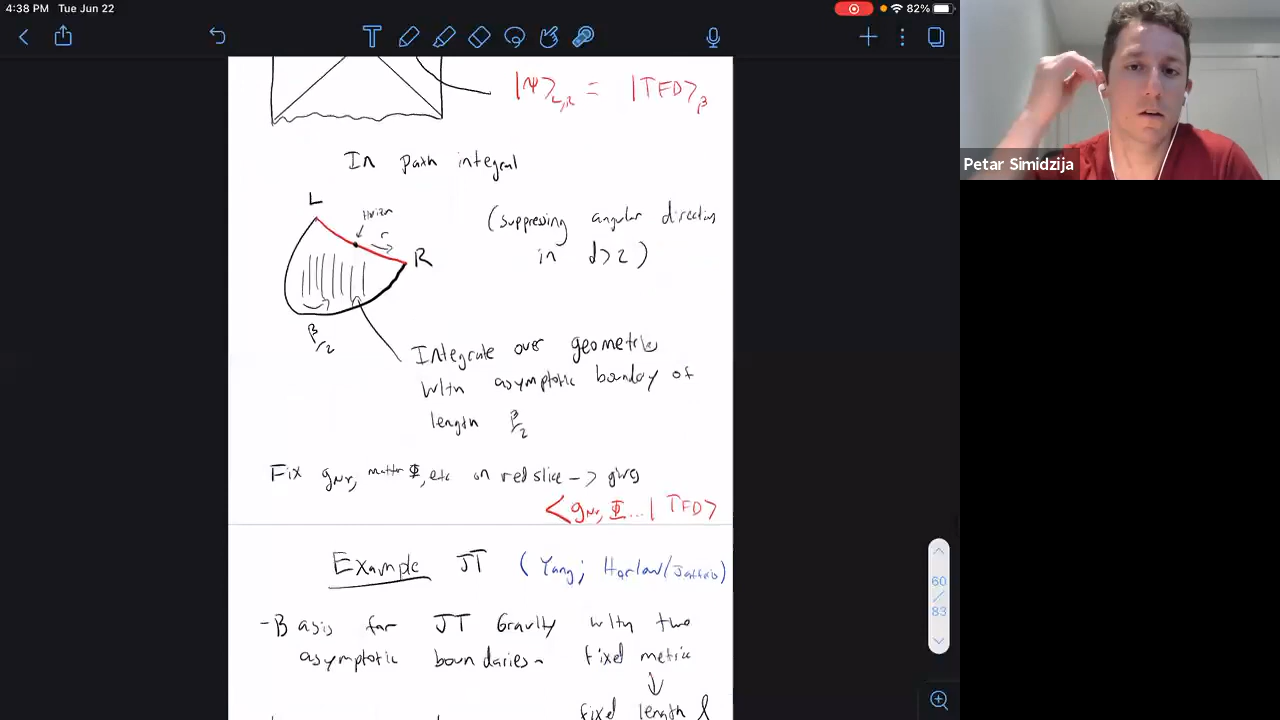 4:38 PM Tue Jun 22
82%
|Ψ⟩L,R = |TFD⟩β
In path integral
L
Horizon
r
R
(suppressing angular directions
in d>2)
β/2
Integrate over geometries
with asymptotic bounday of
length β/2
Fix gμν, matter Φ, etc on red slice -> gives
<gμν, Φ...| TFD>
Example JT (Yang; Harlow/Jafferis)
- Basis for JT Gravity with two
asymptotic boundaries - fixed metric
↓
fixed length l
60
/
83
Petar Simidzija